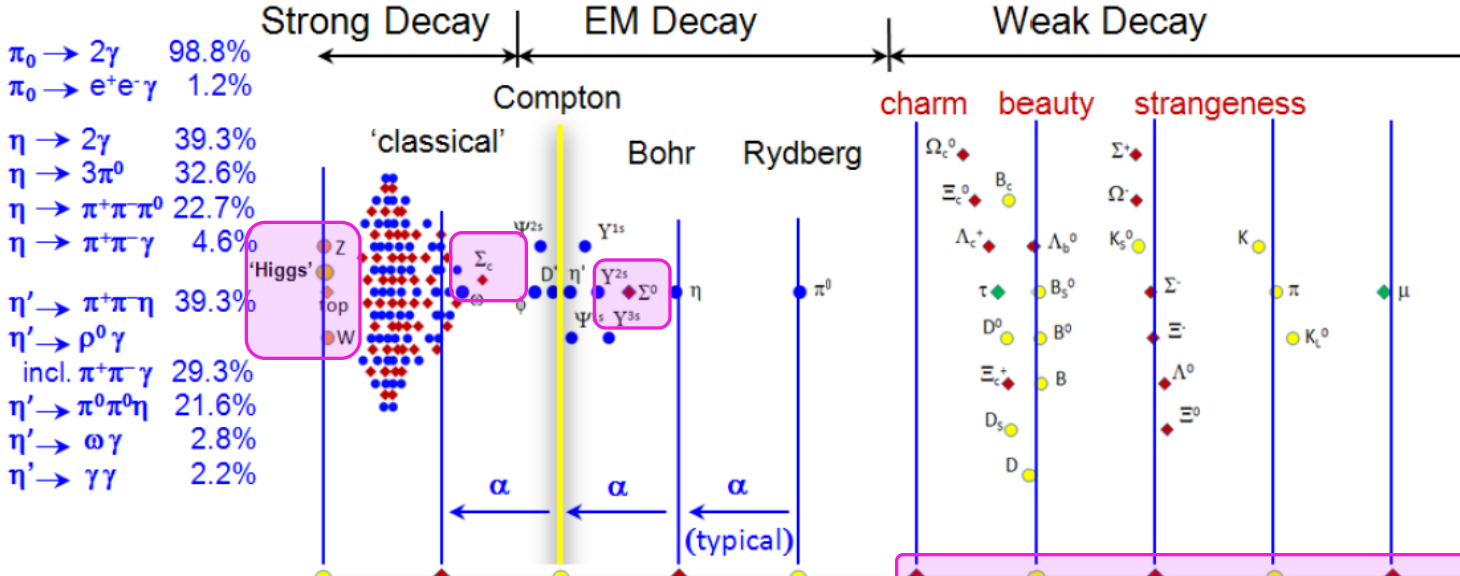 Strong Decay
EM Decay
Weak Decay
π₀ → 2γ 98.8%
π₀ → e⁺e⁻γ 1.2%
η → 2γ 39.3%
η → 3π⁰ 32.6%
η → π⁺π⁻π⁰ 22.7%
η → π⁺π⁻γ 4.6%
η' → π⁺π⁻η 39.3%
η' → ρ⁰ γ
incl. π⁺π⁻γ 29.3%
η' → π⁰π⁰η 21.6%
η' → ω γ 2.8%
η' → γγ 2.2%
Compton
'classical'
Bohr
Rydberg
charm
beauty
strangeness
Z
'Higgs'
top
W
Σc
ω
Ψ²ˢ
Υ¹ˢ
φ
η'
Υ²ˢ
Σ⁰
Υ³ˢ
η
π⁰
α
α
α
(typical)
Ωc⁰
Ξc⁰
Bc
Λc⁺
Λb⁰
τ
Bs⁰
D⁰
B⁰
Ξc⁺
B
Ds
D
Σ⁺
Ω⁻
Ks⁰
K
Σ⁻
π
μ
Ξ⁻
KL⁰
Λ⁰
Ξ⁰